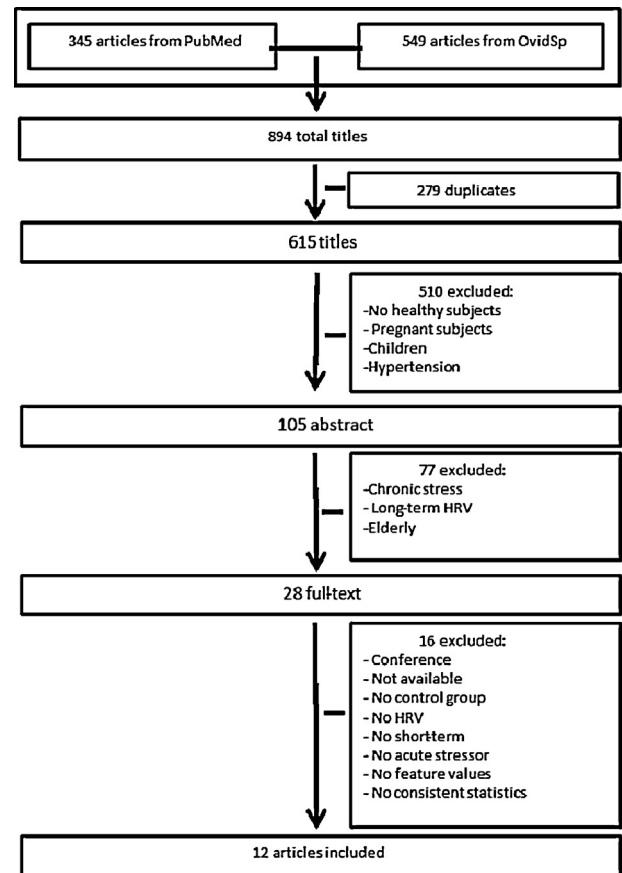 345 articles from PubMed
549 articles from OvidSp
894 total titles
279 duplicates
615 titles
510 excluded:
-No healthy subjects
- Pregnant subjects
-Children
-Hypertension
105 abstract
77 excluded:
-Chronic stress
- Long-term HRV
-Elderly
28 full-text
16 excluded:
- Conference
- Not available
- No control group
- No HRV
- No short-term
- No acute stressor
- No feature values
- No consistent statistics
12 articles included